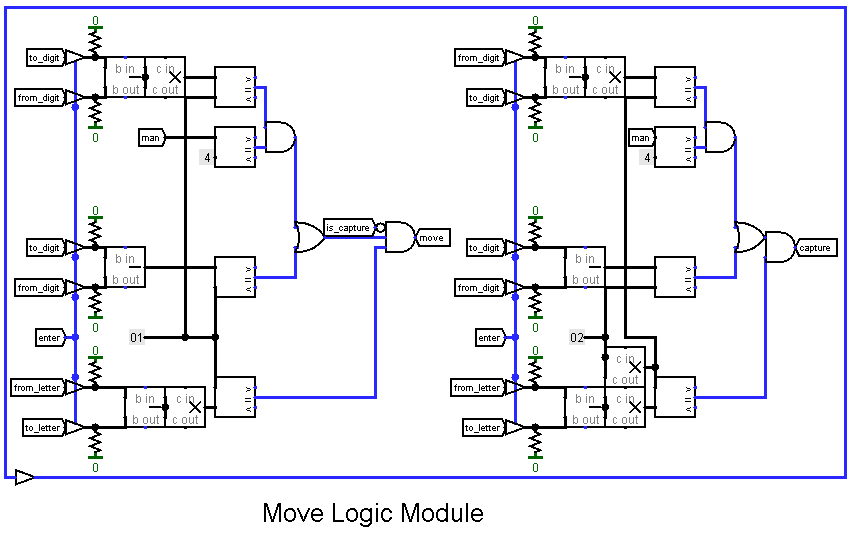 0 0
to_digit b in c in from_digit b in c in
b out c out b out c out
from_digit > = < to_digit > = <
0 0
man > = < man > = <
4 4
0 0
to_digit b in is_capture move to_digit b in capture
from_digit b out > = < from_digit b out > = <
0 0
enter 01 enter 02
0 0 c in
c out
from_letter b in c in from_letter b in c in
to_letter b out c out > = < to_letter b out c out > = <
0 0
Move Logic Module